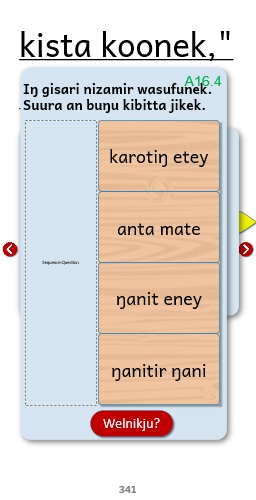 kista koonek,"
A16.4
Iŋ gisari nizamir wasufunek.
Suura an buŋu kibitta jikek.
karotiŋ etey
anta mate
Sequence Question
ŋanit eney
ŋanitir ŋani
Welnikju?
341